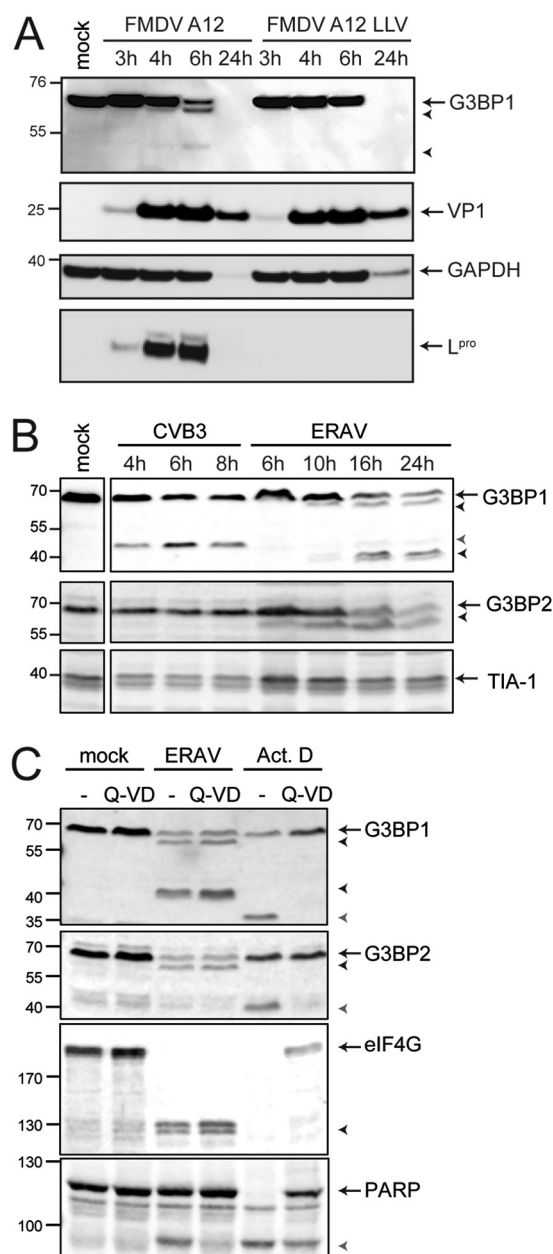 A
mock
FMDV A12 FMDV A12 LLV
3h 4h 6h 24h 3h 4h 6h 24h
76
G3BP1
55
25
VP1
40
GAPDH
Lpro
B
mock
CVB3 ERAV
4h 6h 8h 6h 10h 16h 24h
70
G3BP1
55
40
70
G3BP2
55
40
TIA-1
C
mock ERAV Act. D
- Q-VD - Q-VD - Q-VD
70
G3BP1
55
40
35
70
G3BP2
55
40
eIF4G
170
130
130
PARP
100